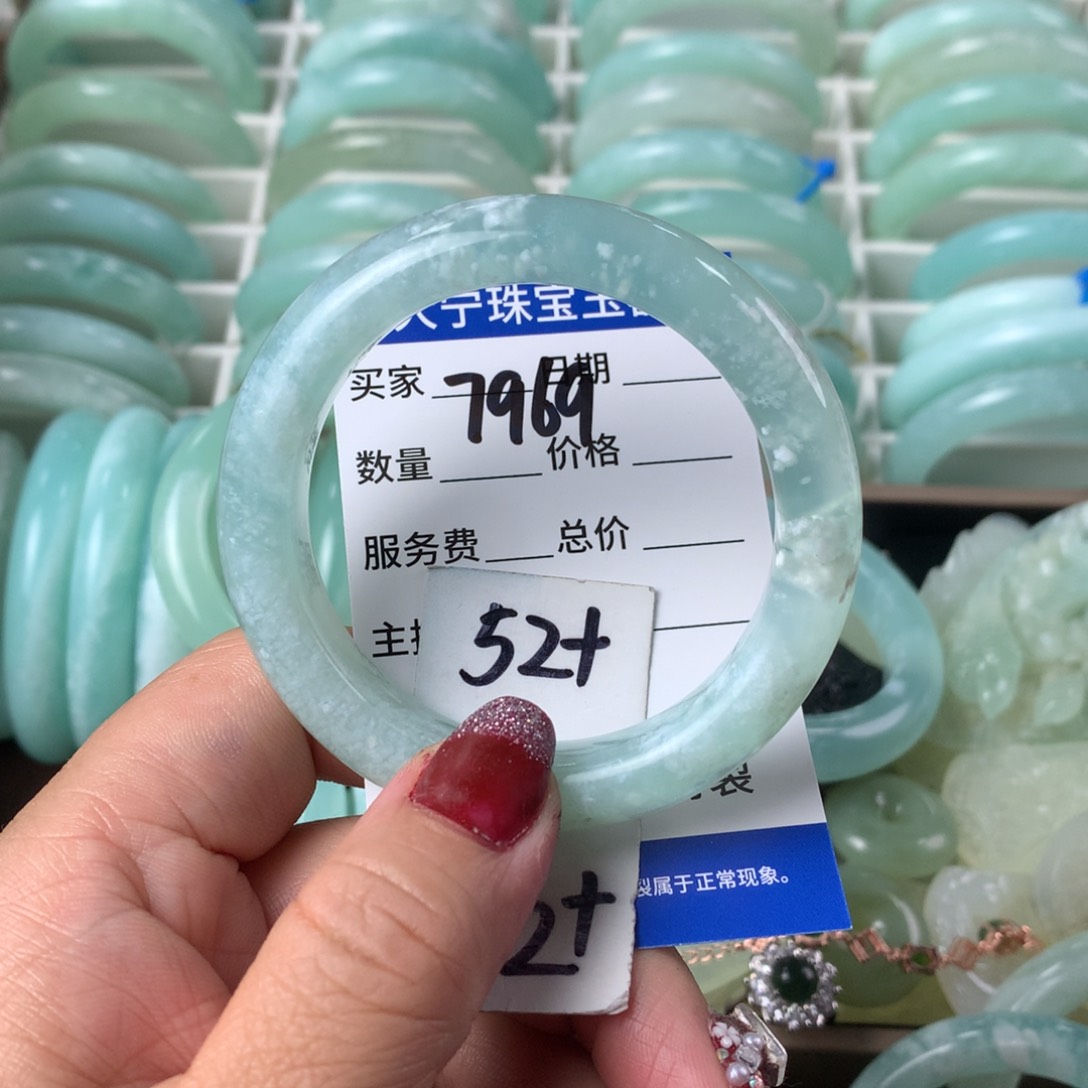 宁珠宝玉
买家 7969 日期
数量 价格
服务费 总价
主
52+
裂
2+
裂属于正常现象。